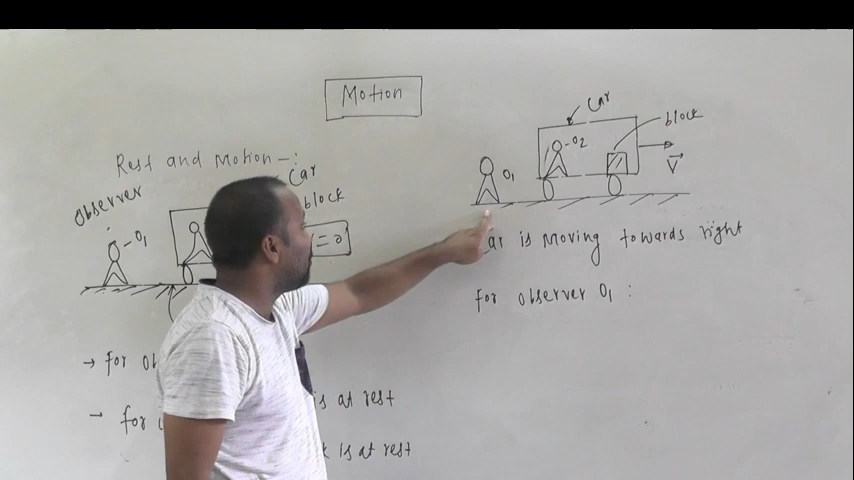 Motion
Rest and Motion -:
Observer
O1
Car
block
Car
block
O2
O1
V
ar is moving towards right
for observer O1 :
→ for ob
→ for
is at rest
k is at rest